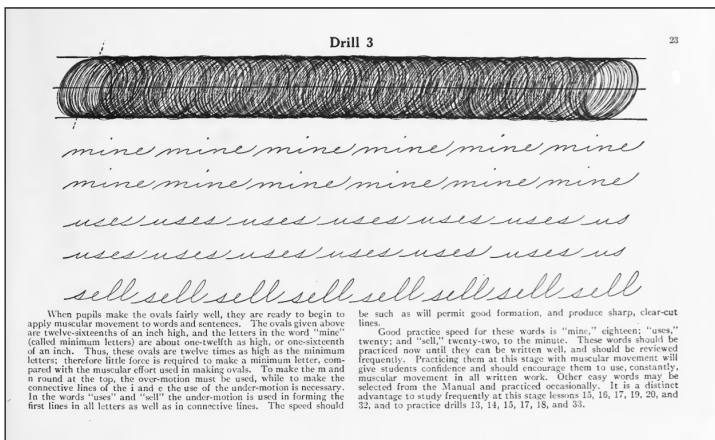 Drill 3
23
mine mine mine mine mine mine
mine mine mine mine mine mine
uses uses uses uses uses uses us
uses uses uses uses uses uses us
sell sell sell sell sell sell sell sell
When pupils make the ovals fairly well, they are ready to begin to
apply muscular movement to words and sentences. The ovals given above
are twelve-sixteenths of an inch high, and the letters in the word "mine"
(called minimum letters) are about one-twelfth as high, or one-sixteenth
of an inch. Thus, these ovals are twelve times as high as the minimum
letters; therefore little force is required to make a minimum letter, com-
pared with the muscular effort used in making ovals. To make the m and
n round at the top, the over-motion must be used, while to make the
connective lines of the i and e the use of the under-motion is necessary.
In the words "uses" and "sell" the under-motion is used in forming the
first lines in all letters as well as in connective lines. The speed should
be such as will permit good formation, and produce sharp, clear-cut
lines.
Good practice speed for these words is "mine," eighteen; "uses,"
twenty; and "sell," twenty-two, to the minute. These words should be
practiced now until they can be written well, and should be reviewed
frequently. Practicing them at this stage with muscular movement will
give students confidence and should encourage them to use, constantly,
muscular movement in all written work. Other easy words may be
selected from the Manual and practiced occasionally. It is a distinct
advantage to study frequently at this stage lessons 15, 16, 17, 19, 20, and
32, and to practice drills 13, 14, 15, 17, 18, and 33.